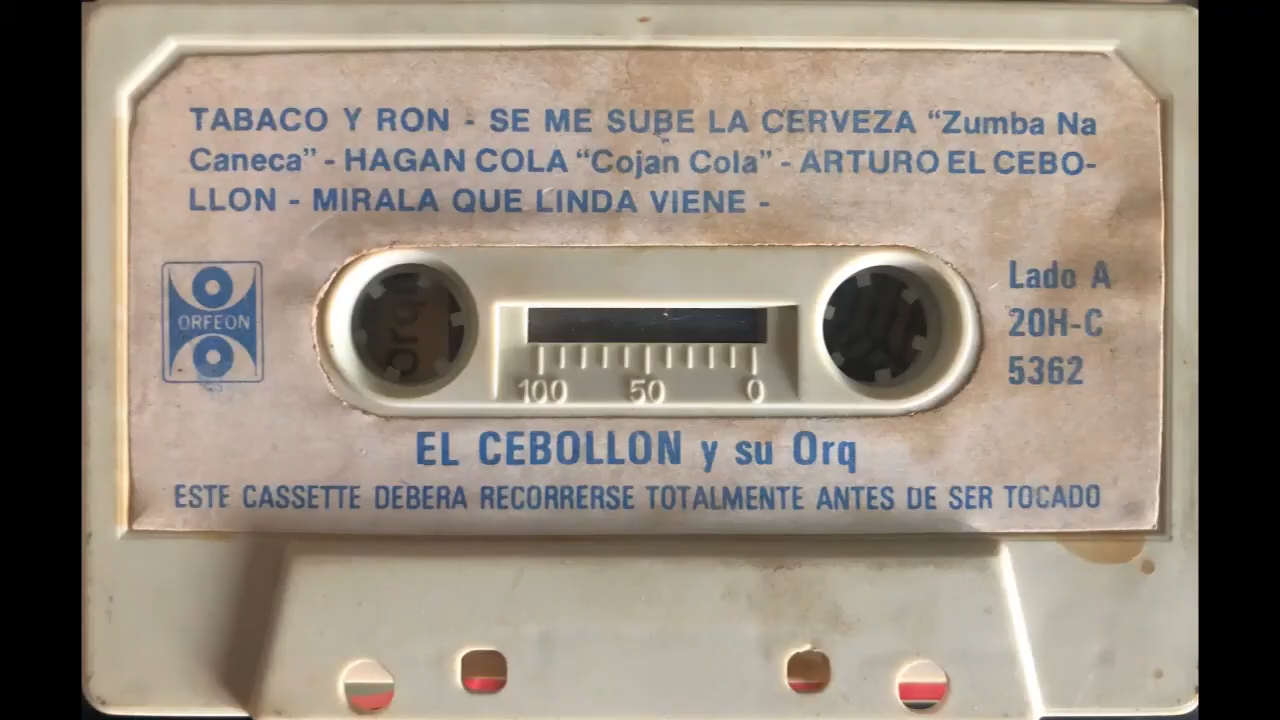 TABACO Y RON - SE ME SUBE LA CERVEZA “Zumba Na
Caneca” - HAGAN COLA “Cojan Cola” - ARTURO EL CEBO-
LLON - MIRALA QUE LINDA VIENE -
ORFEON
Lado A
20H-C
5362
Orqu
100 50 0
EL CEBOLLON y su Orq
ESTE CASSETTE DEBERA RECORRERSE TOTALMENTE ANTES DE SER TOCADO